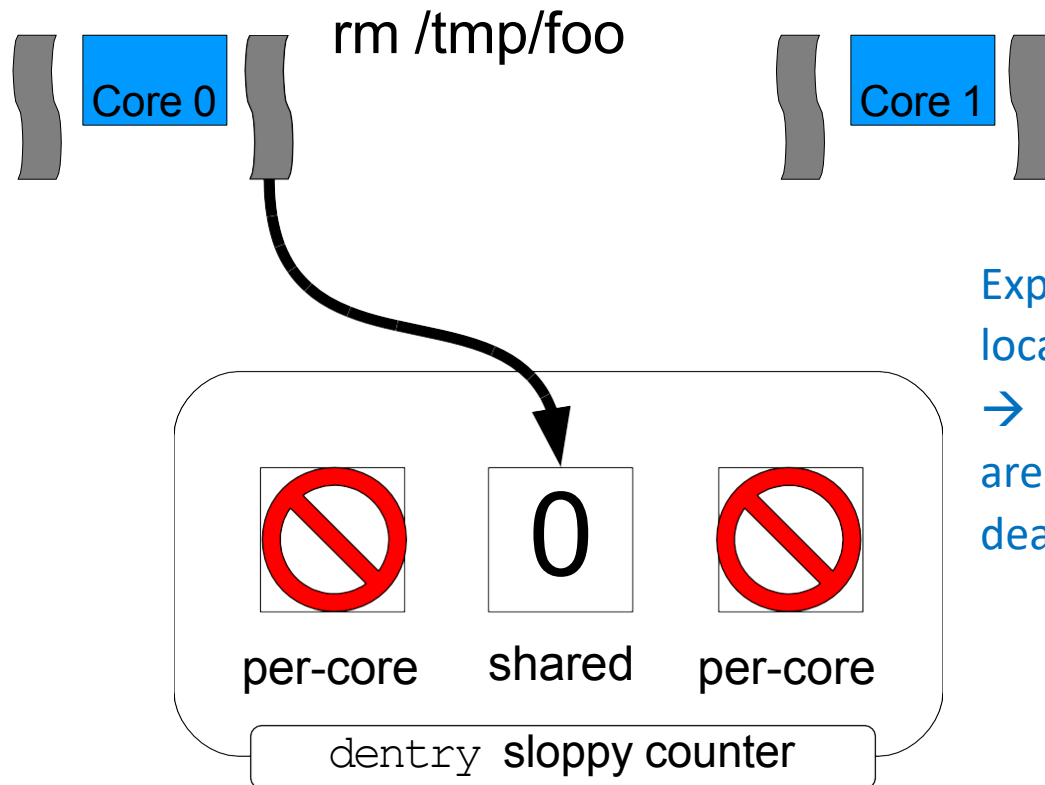 rm /tmp/foo
Core 0
Core 1
Exp
loca
→
are
dea
0
per-core
shared
per-core
dentry sloppy counter